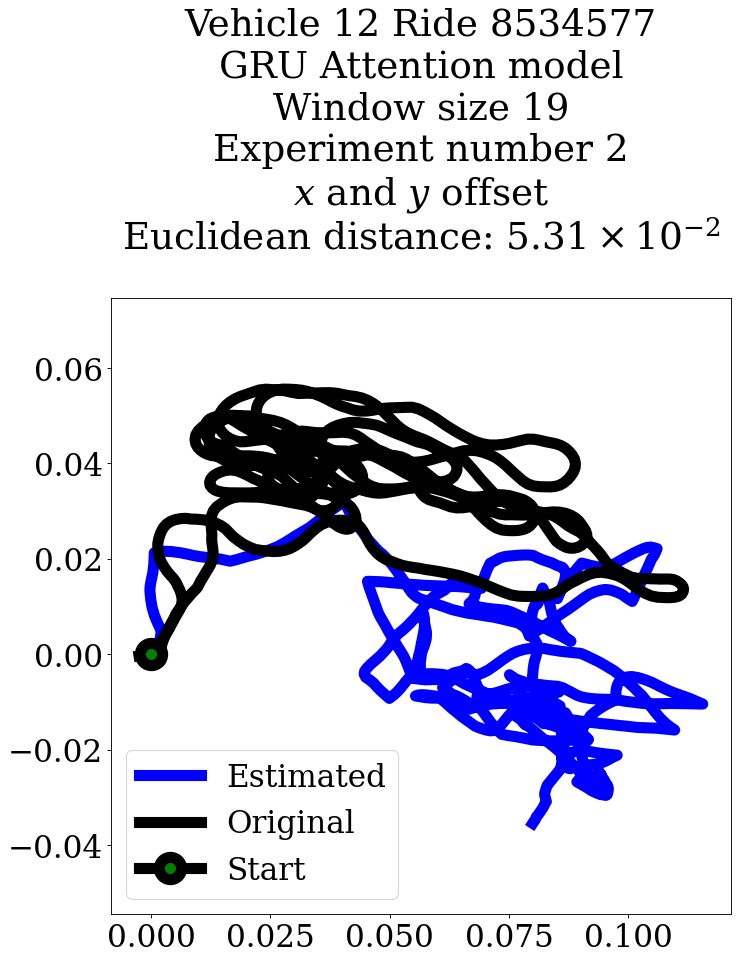 Vehicle 12 Ride 8534577
GRU Attention model
Window size 19
Experiment number 2
x and y offset
Euclidean distance: 5.31 × 10⁻²
0.06
0.04
0.02
0.00
−0.02
−0.04
Estimated
Original
Start
0.000 0.025 0.050 0.075 0.100